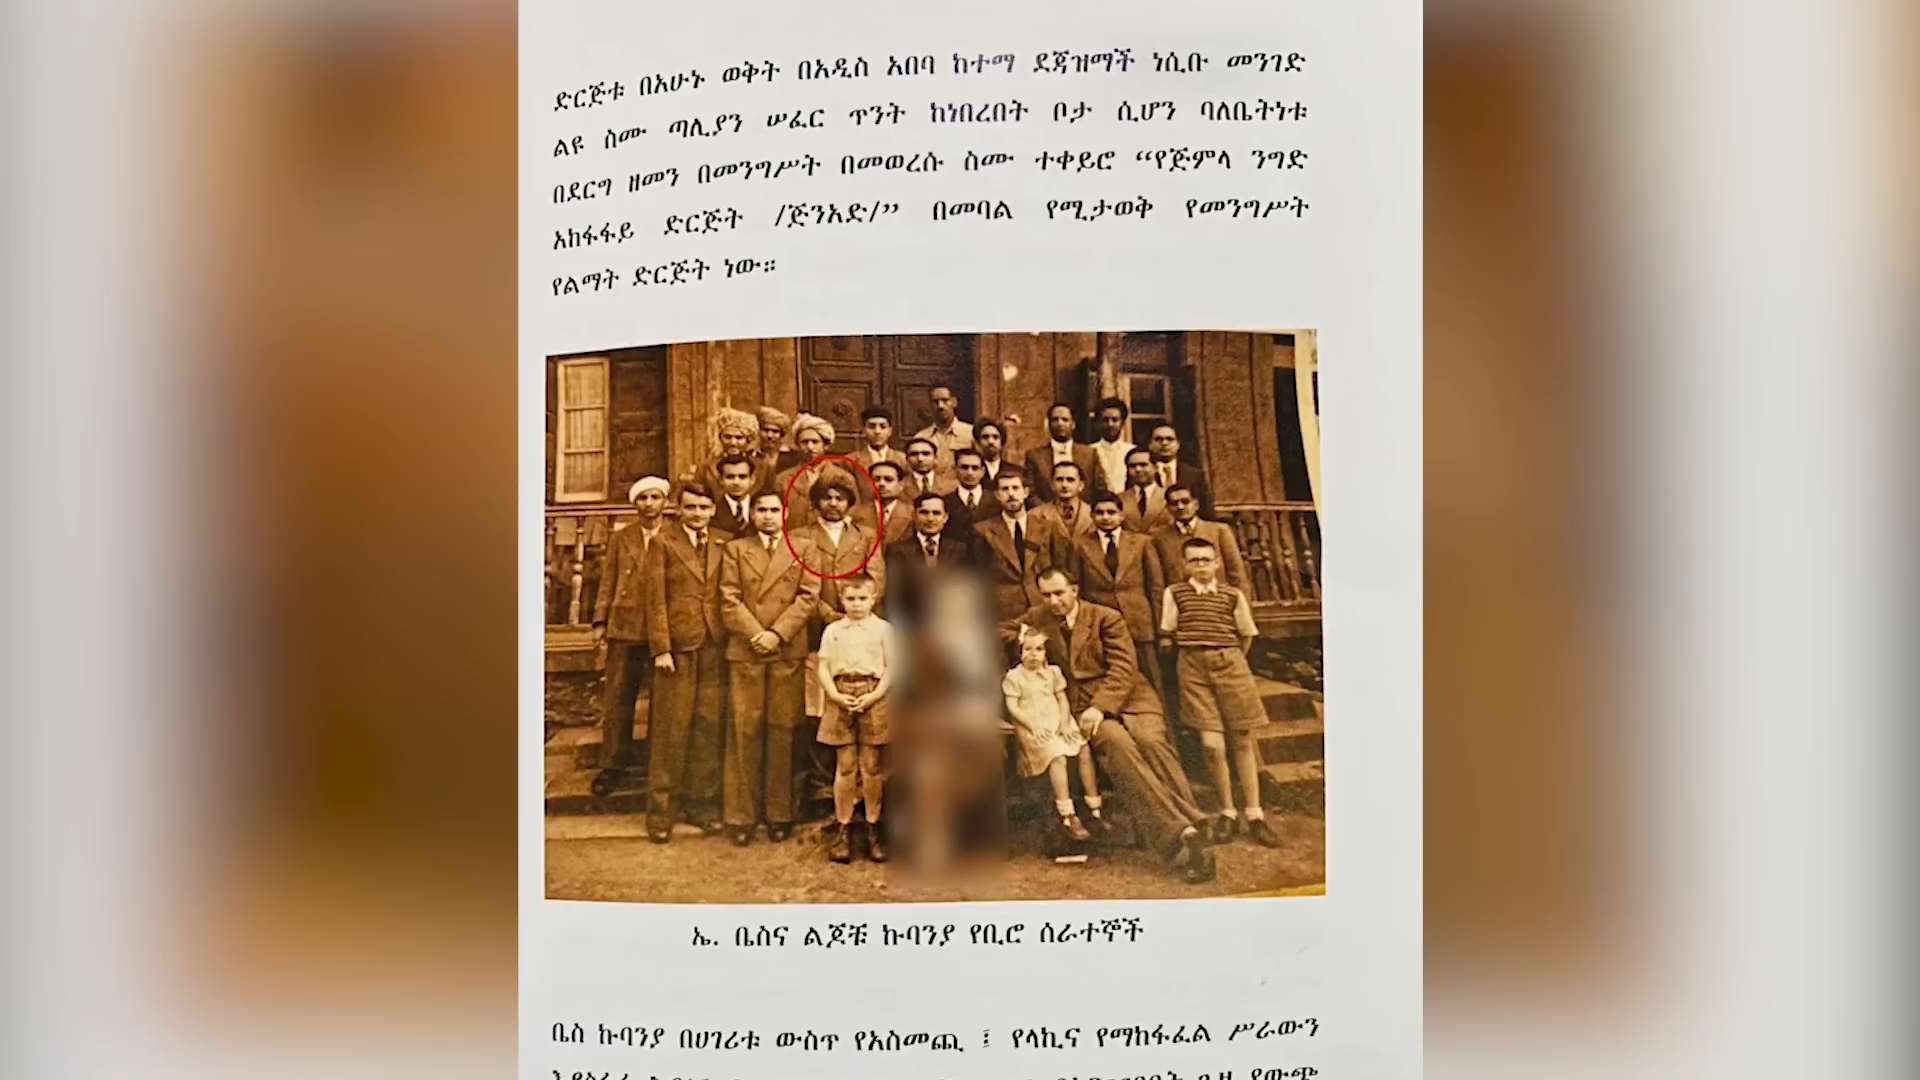 ድርጅቱ በአሁኑ ወቅት በአዲስ አበባ ከተማ ደጃዝማች ነሲቡ መንገድ
ልዩ ስሙ ጣሊያን ሠፈር ጥንት ከነበረበት ቦታ ሲሆን ባለቤትነቱ
በደርግ ዘመን በመንግሥት በመወረሱ ስሙ ተቀይሮ “የጅምላ ንግድ
አከፋፋይ ድርጅት /ጅንአድ/” በመባል የሚታወቅ የመንግሥት
የልማት ድርጅት ነው።
ኤ. ቤስና ልጆቹ ኩባንያ የቢሮ ሰራተኞች
ቤስ ኩባንያ በሀገሪቱ ውስጥ የአስመጪ ፤ የላኪና የማከፋፈል ሥራውን